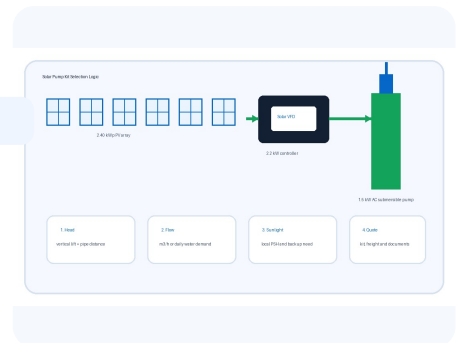 Solar Pump Kit Selection Logic
Solar VFD
2.40 kWp PV array
2.2 kW controller
1.5 kW AC submersible pump
1 Head
2 Flow
3 Sunlight
4 Quote
vertical lift + pipe distance
m3/h or daily water demand
local PSH and backup need
kit, freight and documents